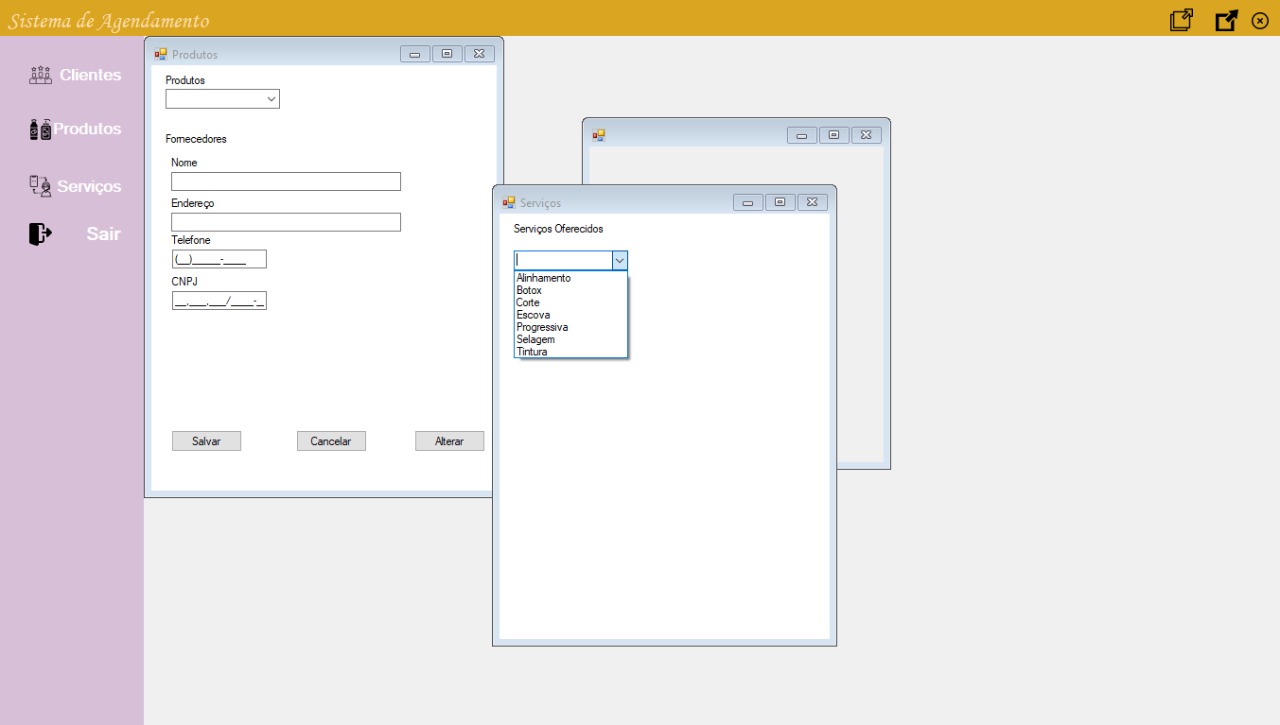 Sistema de Agendamento
Clientes
Produtos
Serviços
Sair
Produtos
Produtos
Fornecedores
Nome
Endereço
Telefone
(__)_____-____
CNPJ
__.___.___/____-_
Salvar
Cancelar
Alterar
Serviços
Serviços Oferecidos
Alinhamento
Botox
Corte
Escova
Progressiva
Selagem
Tintura